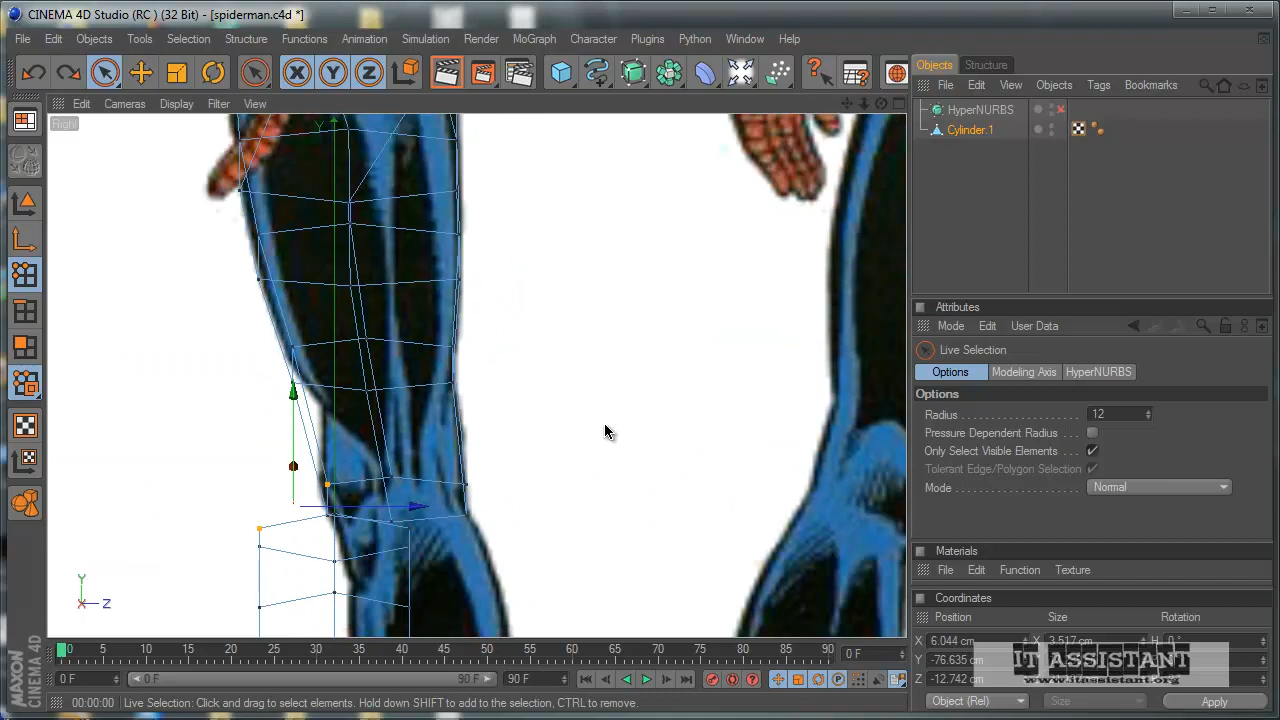 CINEMA 4D Studio (RC ) (32 Bit) - [spiderman.c4d *]
File Edit Objects Tools Selection Structure Functions Animation Simulation Render MoGraph Character Plugins Python Window Help
Objects Structure
Edit Cameras Display Filter View
File Edit View Objects Tags Bookmarks
Right
Y
HyperNURBS
Cylinder.1
Attributes
Mode Edit User Data
Live Selection
Options Modeling Axis HyperNURBS
Options
Radius 12
Pressure Dependent Radius
Only Select Visible Elements
Tolerant Edge/Polygon Selection
Mode Normal
Materials
File Edit Function Texture
Coordinates
Position Size Rotation
X 6.044 cm X 3.517 cm H 0 °
Y -76.635 cm
Z -12.742 cm
IT ASSISTANT
www.itassistant.org
Object (Rel) Size Apply
Y
X Z
0 5 10 15 20 25 30 35 40 45 50 55 60 65 70 75 80 85 90 0 F
0 F 0 F 90 F 90 F
MAXON
CINEMA 4D
00:00:00 Live Selection: Click and drag to select elements. Hold down SHIFT to add to the selection, CTRL to remove.